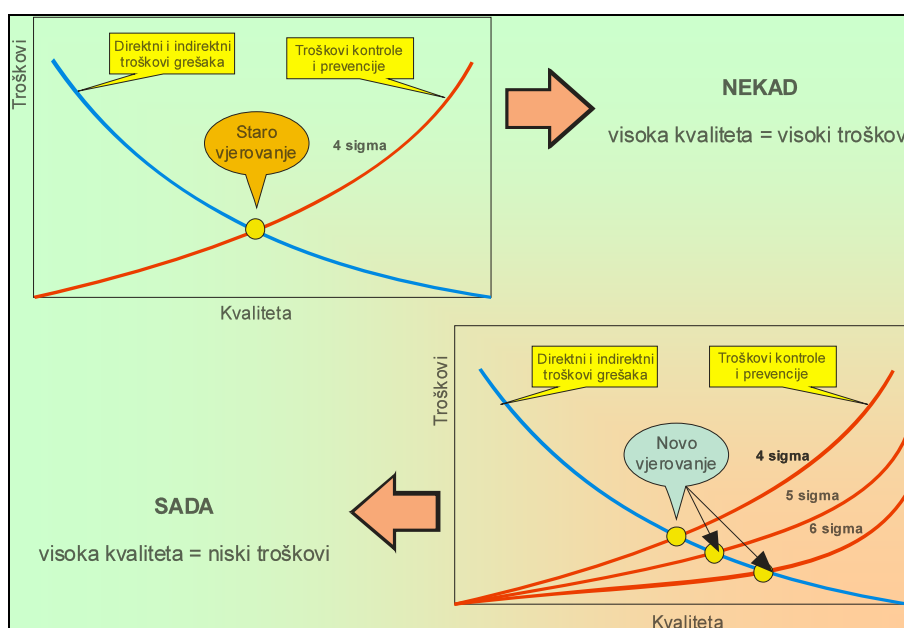 Troškovi
Direktni i indirektni
troškovi grešaka
Troškovi kontrole
i prevencije
Staro
vjerovanje
4 sigma
Kvaliteta
NEKAD
visoka kvaliteta = visoki troškov
Troškovi
Direktni i indirektni
troškovi grešaka
Troškovi kontrole
i prevencije
Novo
vjerovanje
4 sigma
5 sigma
6 sigma
Kvaliteta
SADA
visoka kvaliteta = niski troškovi